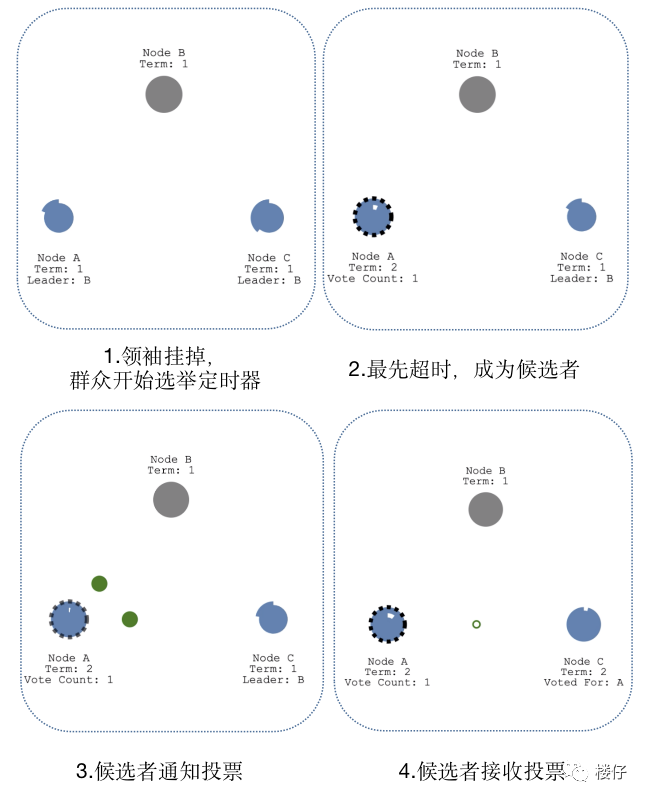 Node B
Term: 1
Node A
Term: 1
Leader: B
Node C
Term: 1
Leader: B
1.领袖挂掉，
群众开始选举定时器
Node B
Term: 1
Node A
Term: 2
Vote Count: 1
Node C
Term: 1
Leader: B
2.最先超时，成为候选者
Node B
Term: 1
Node A
Term: 2
Vote Count: 1
Node C
Term: 1
Leader: B
3.候选者通知投票
Node B
Term: 1
Node A
Term: 2
Vote Count: 1
Node C
Term: 2
Voted For: A
4.候选者接收投票
楼仔